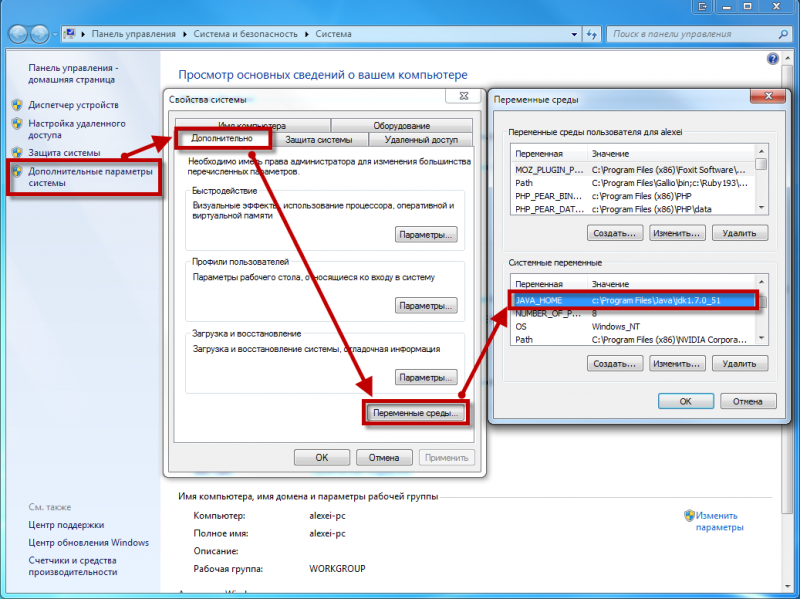 Панель управления
Система и безопасность
Система
Поиск в панели управления
Панель управления -
домашняя страница
Диспетчер устройств
Настройка удаленного
доступа
Защита системы
Дополнительные параметры
системы
См. также
Центр поддержки
Центр обновления Windows
Счетчики и средства
производительности
Просмотр основных сведений о вашем компьютере
Свойства системы
Имя компьютера
Оборудование
Дополнительно
Защита системы
Удаленный доступ
Необходимо иметь права администратора для изменения большинства
перечисленных параметров.
Быстродействие
Визуальные эффекты, использование процессора, оперативной и
виртуальной памяти
Параметры...
Профили пользователей
Параметры рабочего стола, относящиеся ко входу в систему
Параметры...
Загрузка и восстановление
Загрузка и восстановление системы, отладочная информация
Параметры...
Переменные среды...
OK
Отмена
Применить
Переменные среды
Переменные среды пользователя для alexei
Переменная Значение
MOZ_PLUGIN_P... C:\Program Files (x86)\Foxit Software\...
Path C:\Program Files\Gallio\bin;c:\Ruby193\...
PHP_PEAR_BIN... C:\Program Files (x86)\PHP
PHP_PEAR_DAT... C:\Program Files (x86)\PHP\data
Создать... Изменить... Удалить
Системные переменные
Переменная Значение
JAVA_HOME c:\Program Files\Java\jdk1.7.0_51
NUMBER_OF_P... 8
OS Windows_NT
Path C:\Program Files (x86)\NVIDIA Corpora...
Создать... Изменить... Удалить
OK
Отмена
Имя компьютера, имя домена и параметры рабочей группы
Компьютер: alexei-pc
Полное имя: alexei-pc
Описание:
Рабочая группа: WORKGROUP
Изменить
параметры